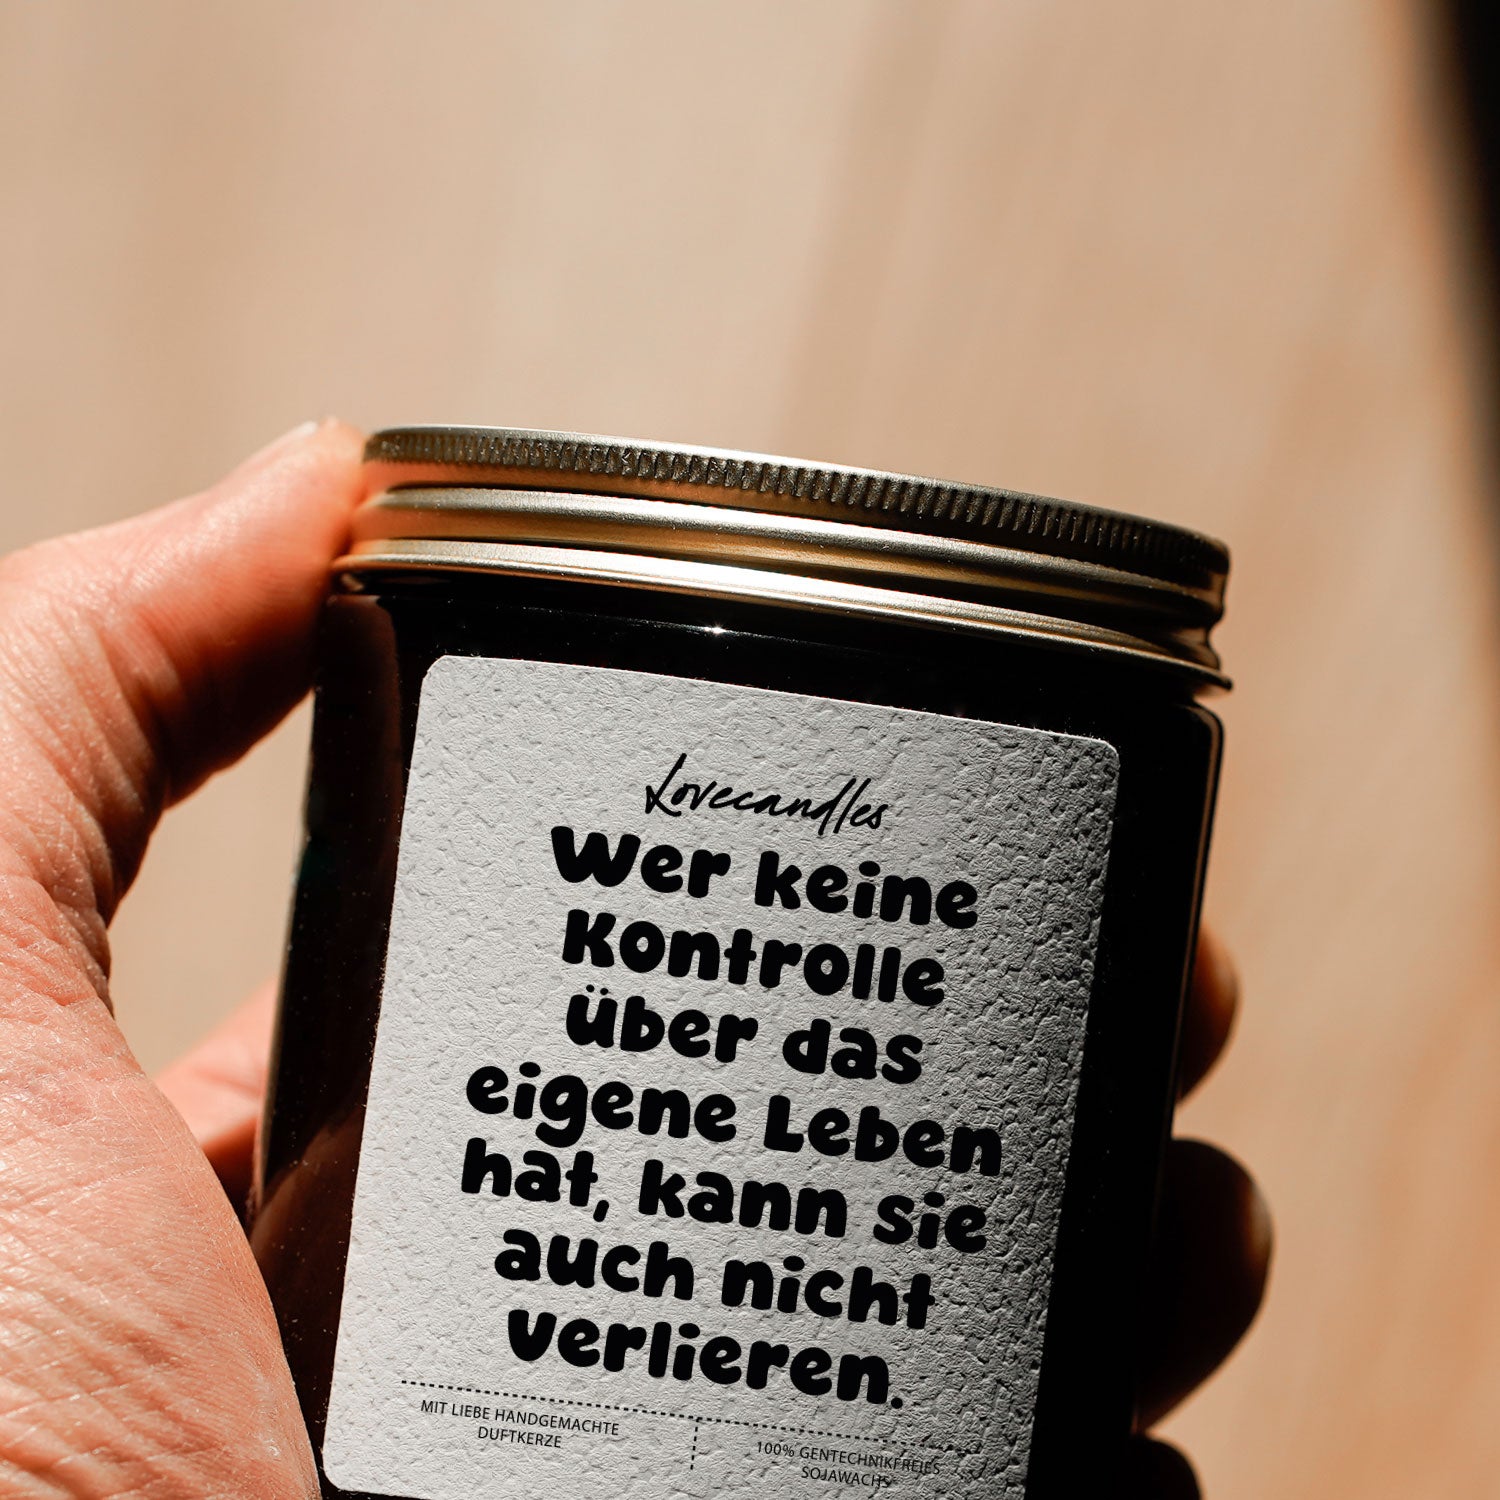 Lovecandles
Wer keine
Kontrolle
über das
eigene Leben
hat, kann sie
auch nicht
verlieren.
MIT LIEBE HANDGEMACHTE
DUFTKERZE
100% GENTECHNIKFREIES
SOJAWACHS